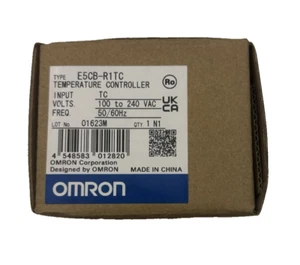 TYPE E5CB-R1TC
TEMPERATURE CONTROLLER
INPUT TC
VOLTS. 100 to 240 VAC
FREQ. 50/60Hz
LOT No 01623M QTY. 1 N1
4 548583 012820
OMRON Corporation
Designed by OMRON
MADE IN CHINA
OMRON
UK
CA